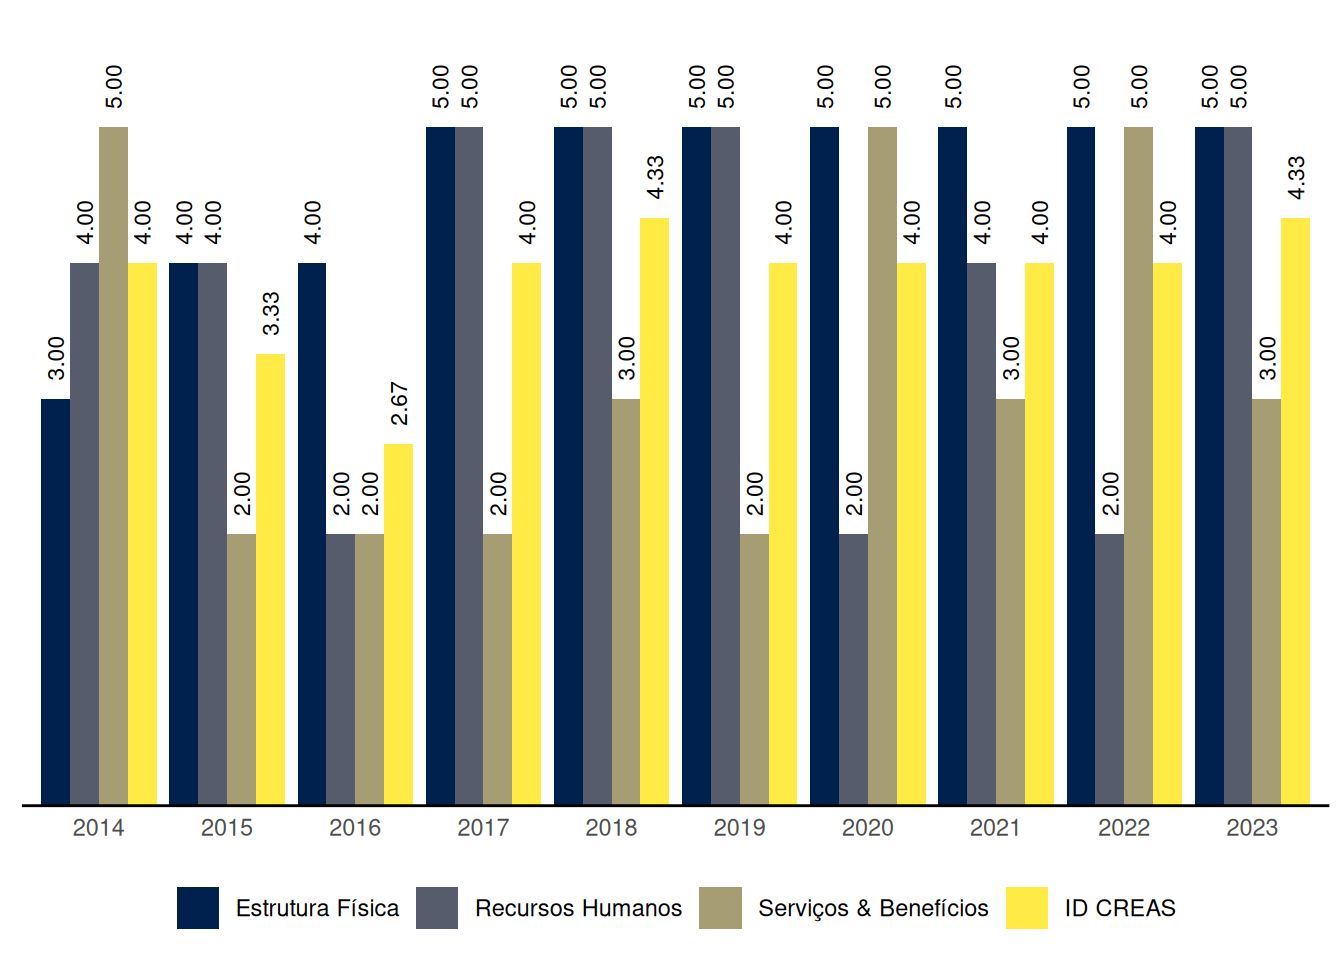 3.00 4.00 5.00 4.00
4.00 4.00 2.00 3.33
4.00 2.00 2.00 2.67
5.00 5.00 2.00 4.00
5.00 5.00 3.00 4.33
5.00 5.00 2.00 4.00
5.00 2.00 5.00 4.00
5.00 4.00 3.00 4.00
5.00 2.00 5.00 4.00
5.00 5.00 3.00 4.33
2014 2015 2016 2017 2018 2019 2020 2021 2022 2023
Estrutura Física Recursos Humanos Serviços & Benefícios ID CREAS